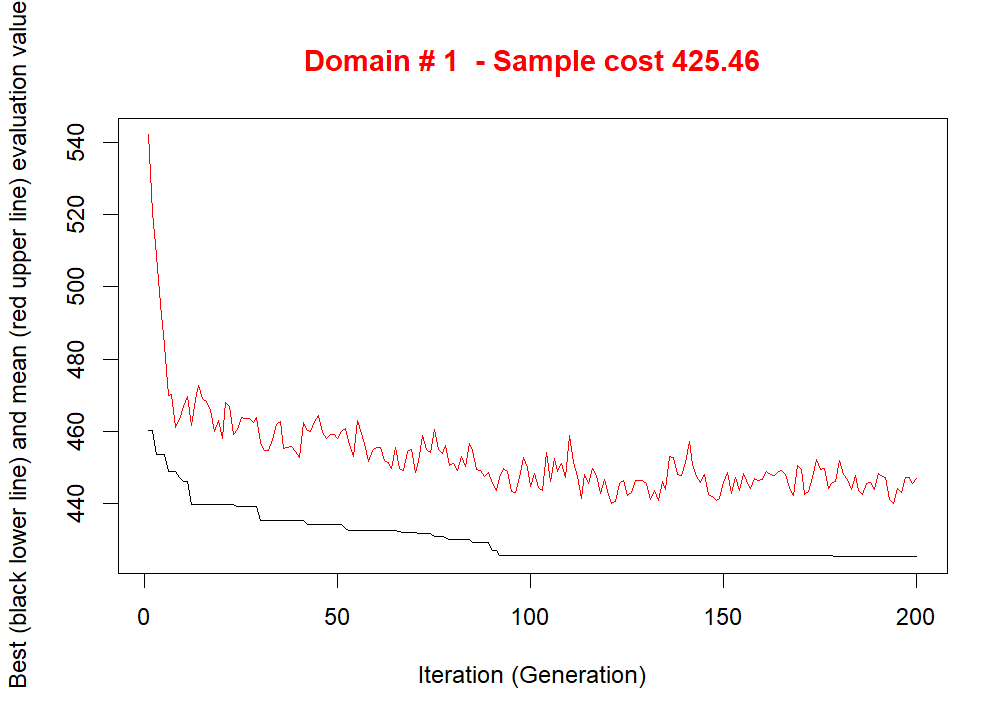 Domain # 1  - Sample cost 425.46
Best (black lower line) and mean (red upper line) evaluation value
540
520
500
480
460
440
0 50 100 150 200
Iteration (Generation)